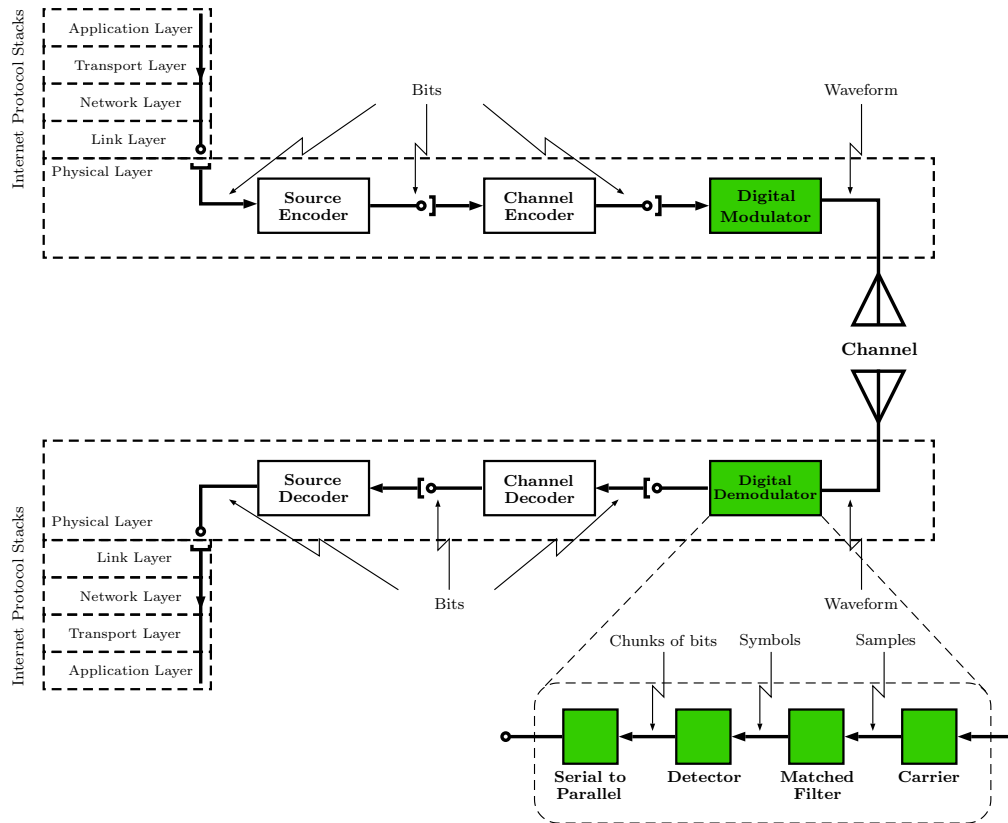 Internet Protocol Stacks
Application Layer
Transport Layer
Network Layer
Link Layer
Physical Layer
Bits
Waveform
Source
Encoder
Channel
Encoder
Digital
Modulator
Channel
Internet Protocol Stacks
Source
Decoder
Channel
Decoder
Digital
Demodulator
Physical Layer
Link Layer
Network Layer
Transport Layer
Application Layer
Bits
Waveform
Chunks of bits
Symbols
Samples
Serial to
Parallel
Detector
Matched
Filter
Carrier